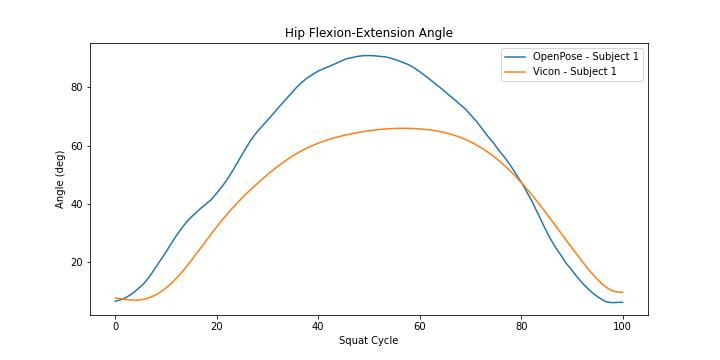 Hip Flexion-Extension Angle
OpenPose - Subject 1
Vicon - Subject 1
Angle (deg)
80
60
40
20
0 20 40 60 80 100
Squat Cycle